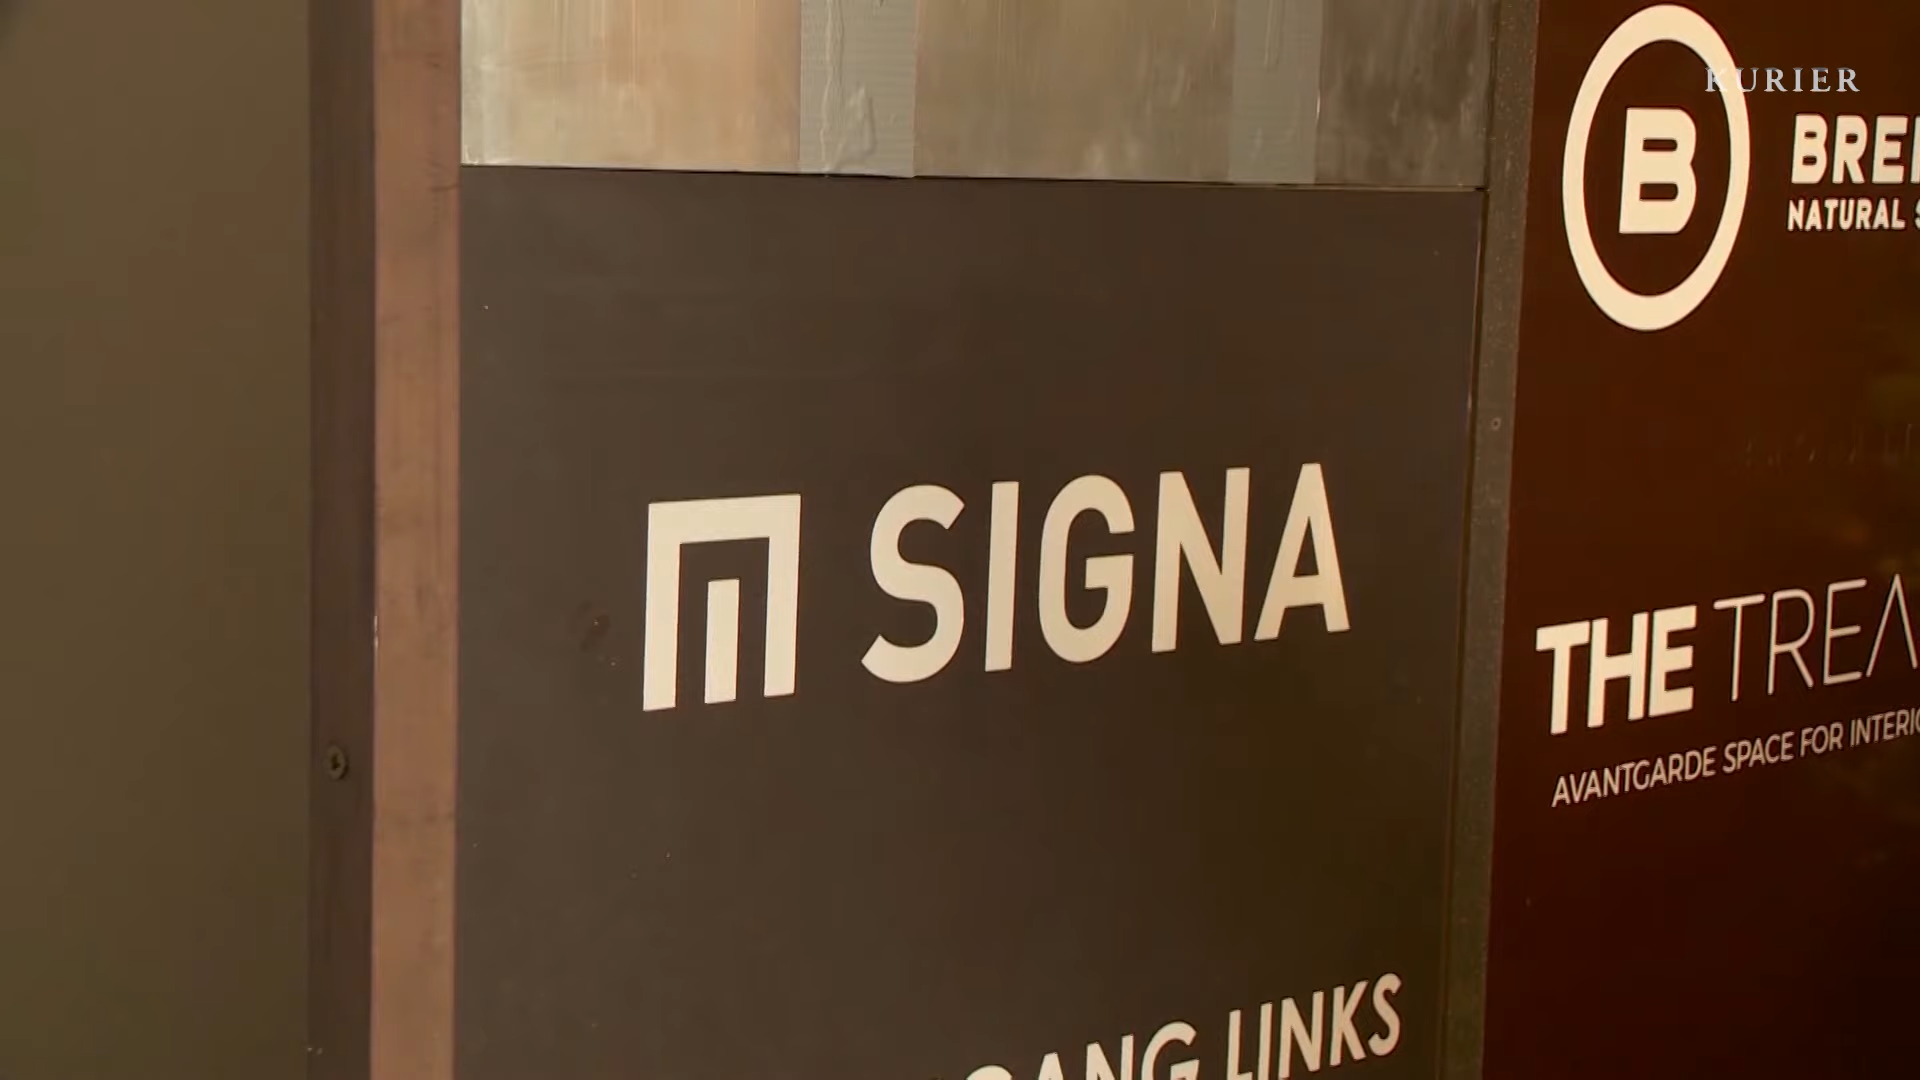 KURIER
B
NATURAL
SIGNA
THE
AVANTGARDE SPACE FOR
LINKS